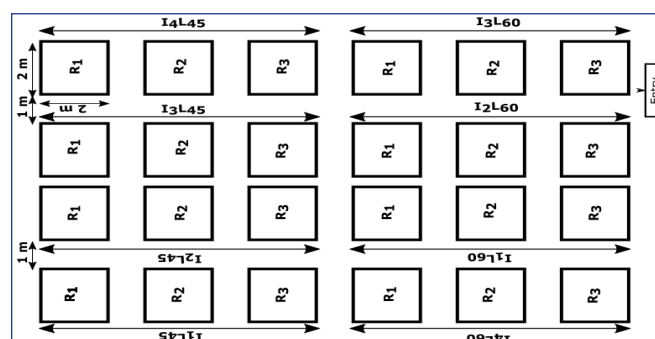 I4L45 I3L60
2 m R1 R2 R3 R1 R2 R3 Entry
1 m 2 m I3L45 I2L60
R1 R2 R3 R1 R2 R3
R1 R2 R3 R1 R2 R3
1 m I2L45 I1L60
R1 R2 R3 R1 R2 R3
I1L45 I4L60